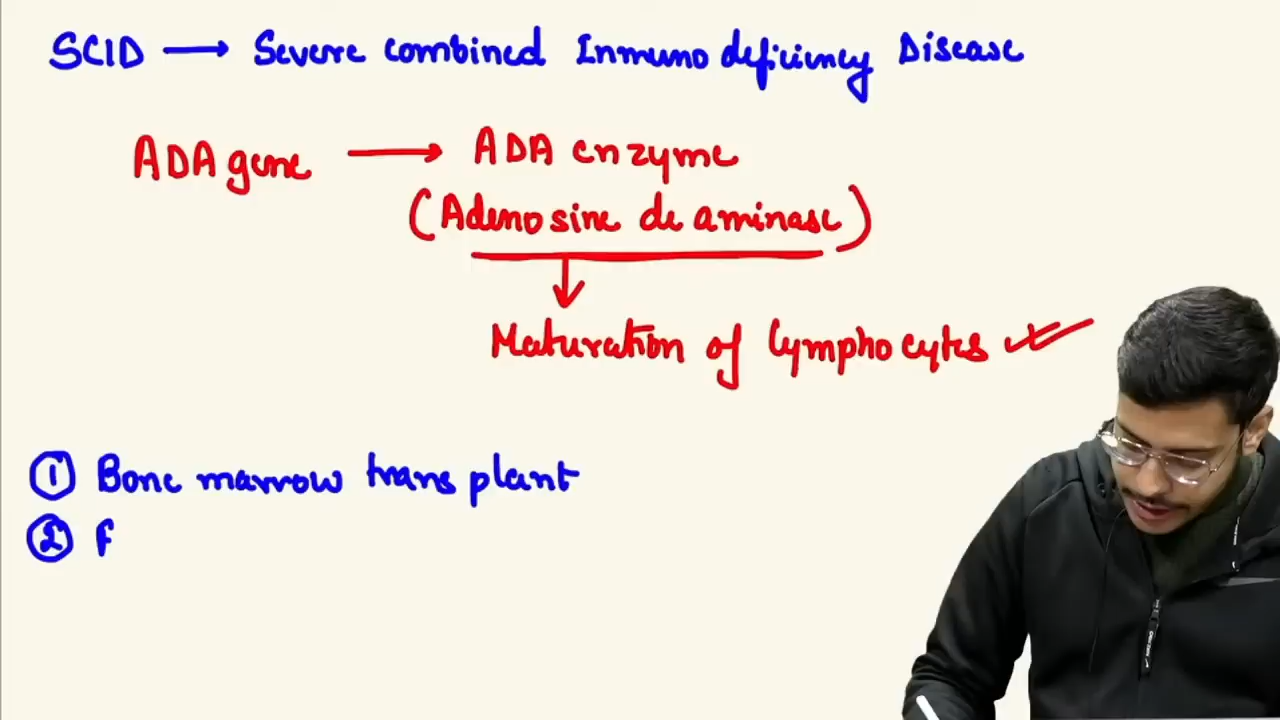 SCID → Severe combined Inmuno deficiency Disease
ADA gene → ADA enzyme
(Adenosine de aminase)
↓
Maturation of lymphocytes ✓
① Bone marrow transplant
②